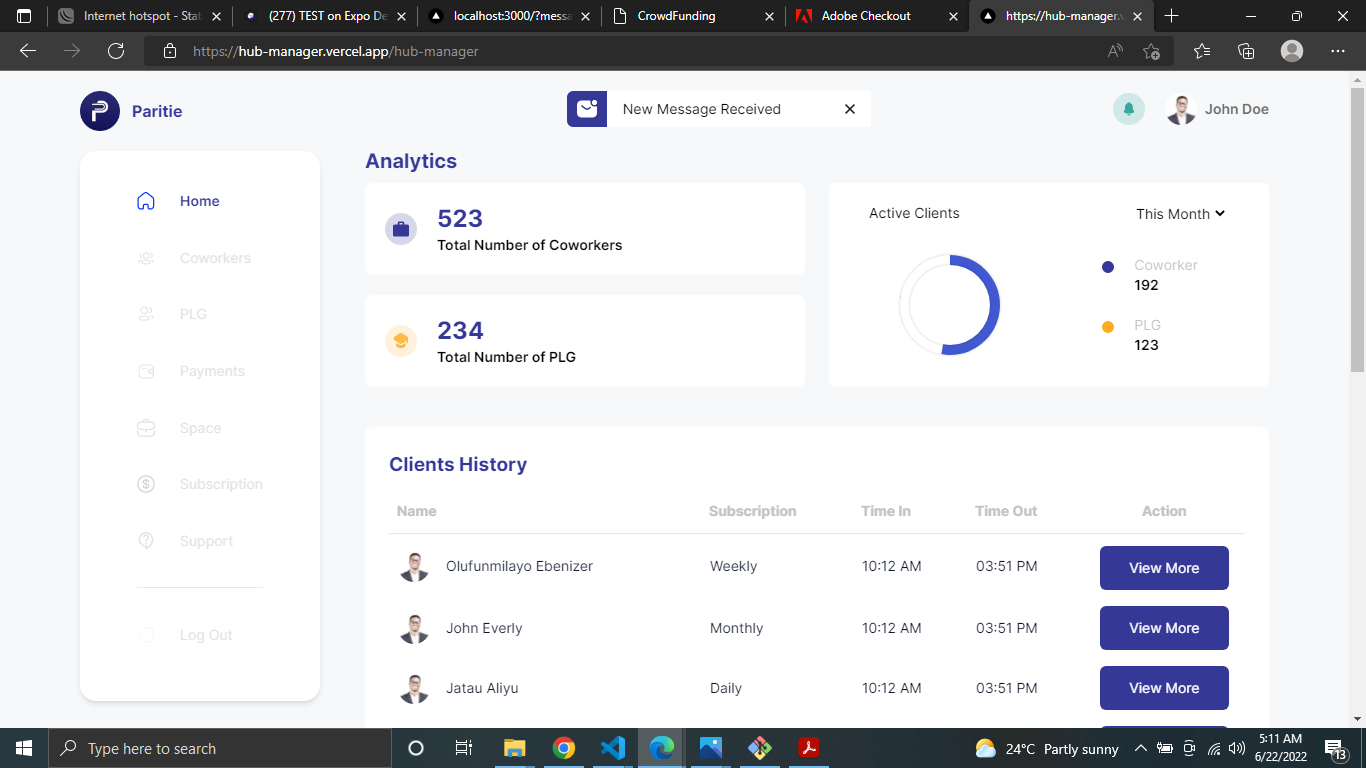 Internet hotspot - Stat
(277) TEST on Expo De
localhost:3000/?messa
CrowdFunding
Adobe Checkout
https://hub-manager.v
https://hub-manager.vercel.app/hub-manager
Paritie
New Message Received
John Doe
Home
Coworkers
PLG
Payments
Space
Subscription
Support
Log Out
Analytics
523
Total Number of Coworkers
234
Total Number of PLG
Active Clients
This Month
Coworker
192
PLG
123
Clients History
Name Subscription Time In Time Out Action
Olufunmilayo Ebenizer Weekly 10:12 AM 03:51 PM View More
John Everly Monthly 10:12 AM 03:51 PM View More
Jatau Aliyu Daily 10:12 AM 03:51 PM View More
Type here to search
24°C Partly sunny
5:11 AM
6/22/2022
13